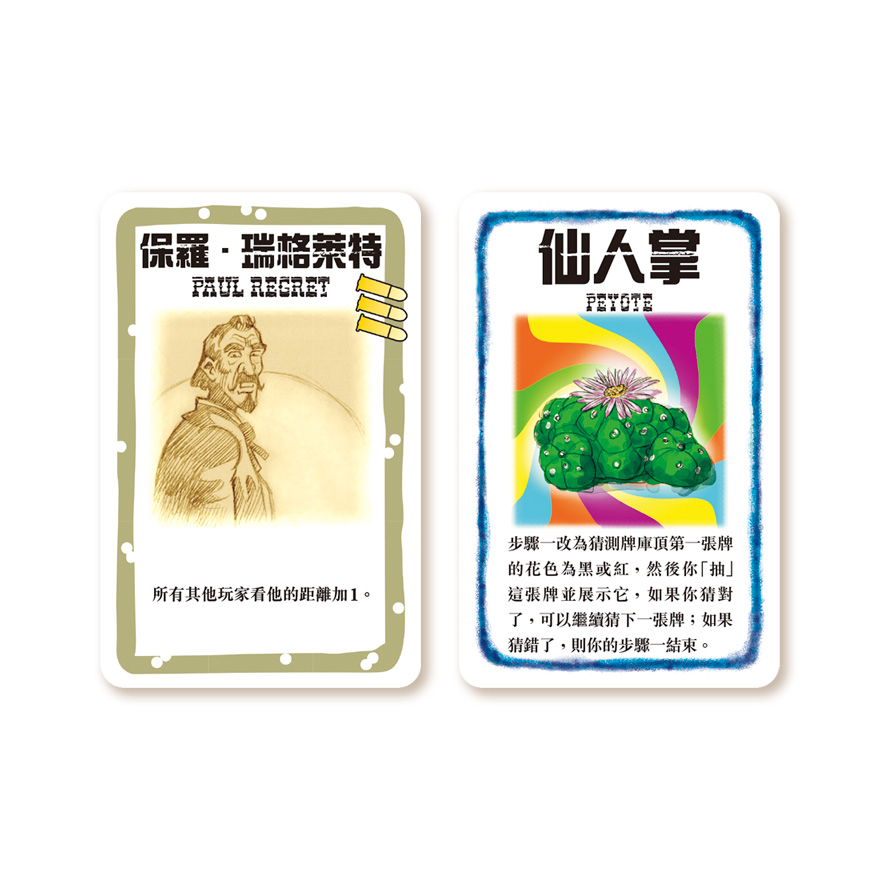 保羅·瑞格萊特
PAUL REGRET
所有其他玩家看他的距離加1。
仙人掌
PEYOTE
步驟一改為猜測牌庫頂第一張牌
的花色為黑或紅，然後你「抽」
這張牌並展示它，如果你猜對
了，可以繼續猜下一張牌；如果
猜錯了，則你的步驟一結束。